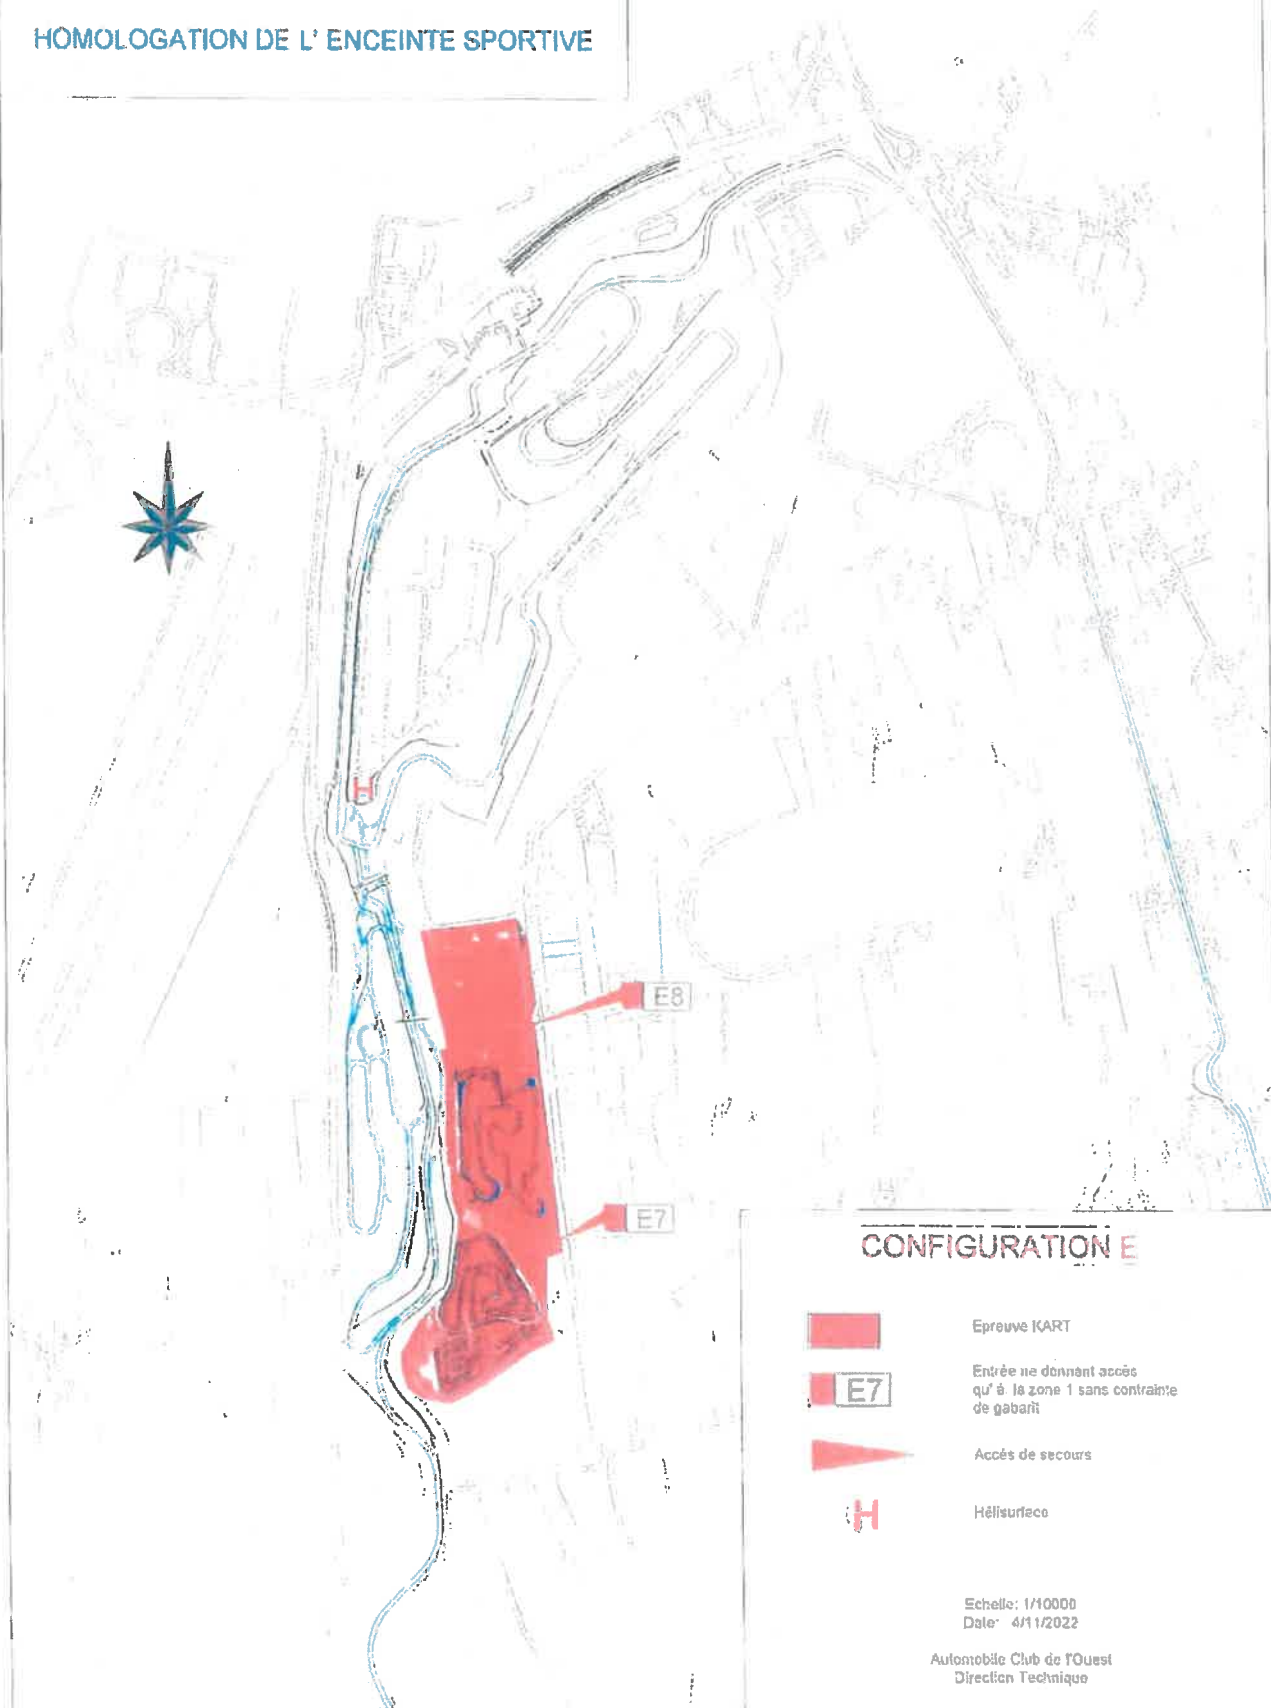 HOMOLOGATION DE L' ENCEINTE SPORTIVE
H
E8
E7
CONFIGURATION E
Epreuve KART
E7
Entrée ne donnant accès
qu' à la zone 1 sans contrainte
de gabarit
Accés de secours
H
Hélisurface
Echelle: 1/10000
Date: 4/11/2022
Automobile Club de l'Ouest
Direction Technique